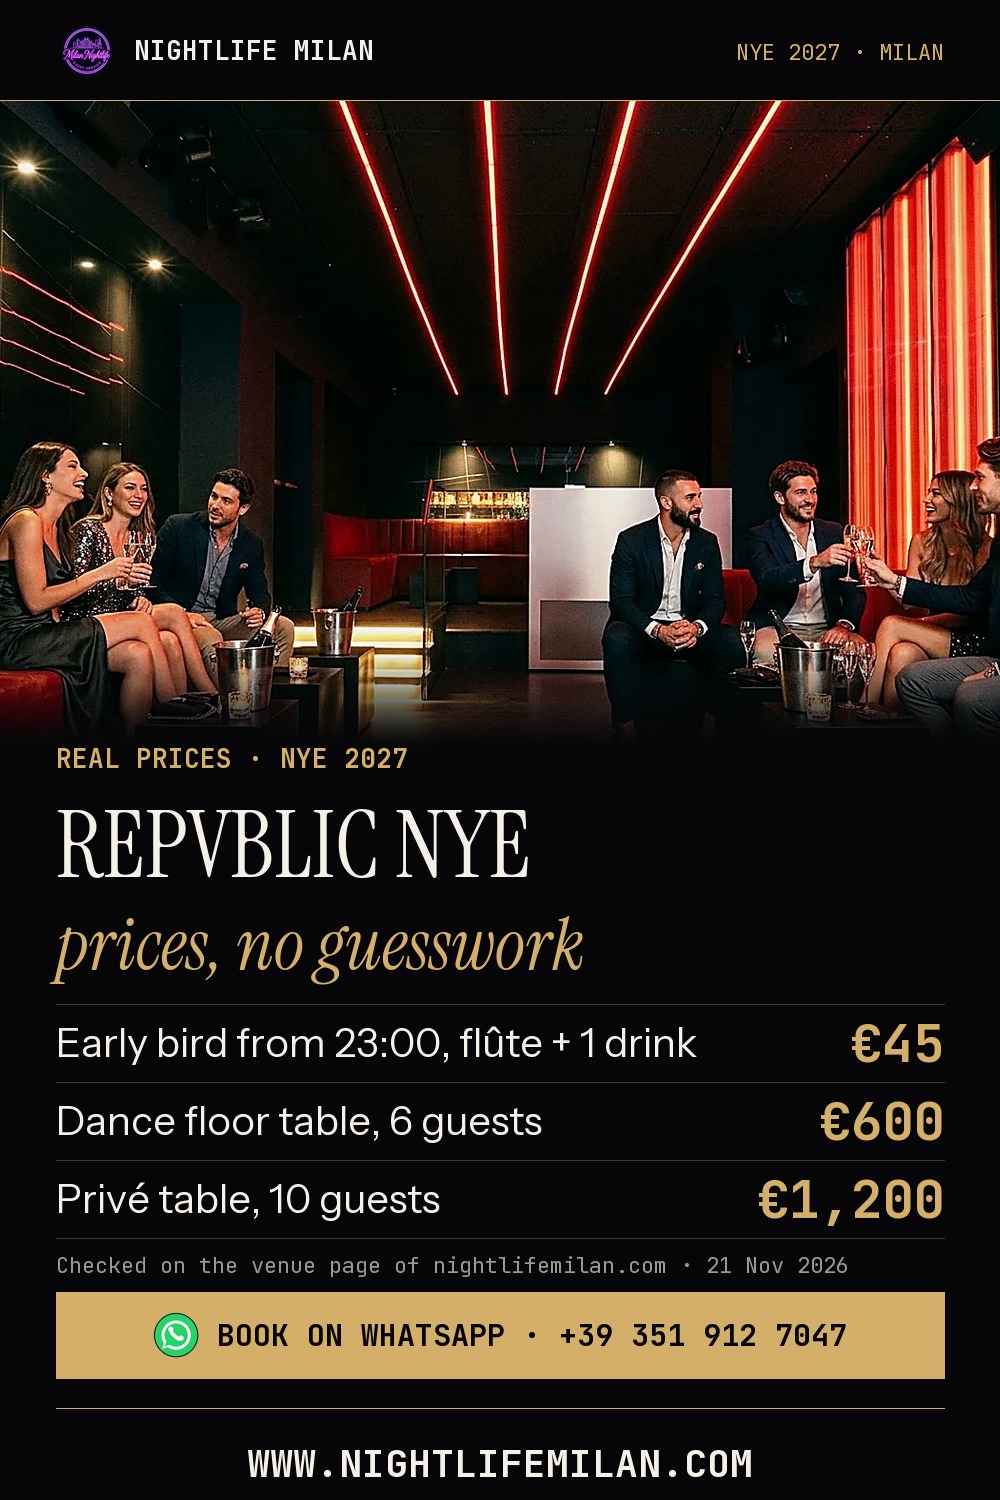 Milan Nightlife
NIGHTLIFE MILAN
NYE 2027 · MILAN
REAL PRICES · NYE 2027
REPVBLIC NYE
prices, no guesswork
Early bird from 23:00, flûte + 1 drink €45
Dance floor table, 6 guests €600
Privé table, 10 guests €1,200
Checked on the venue page of nightlifemilan.com · 21 Nov 2026
BOOK ON WHATSAPP · +39 351 912 7047
WWW.NIGHTLIFEMILAN.COM